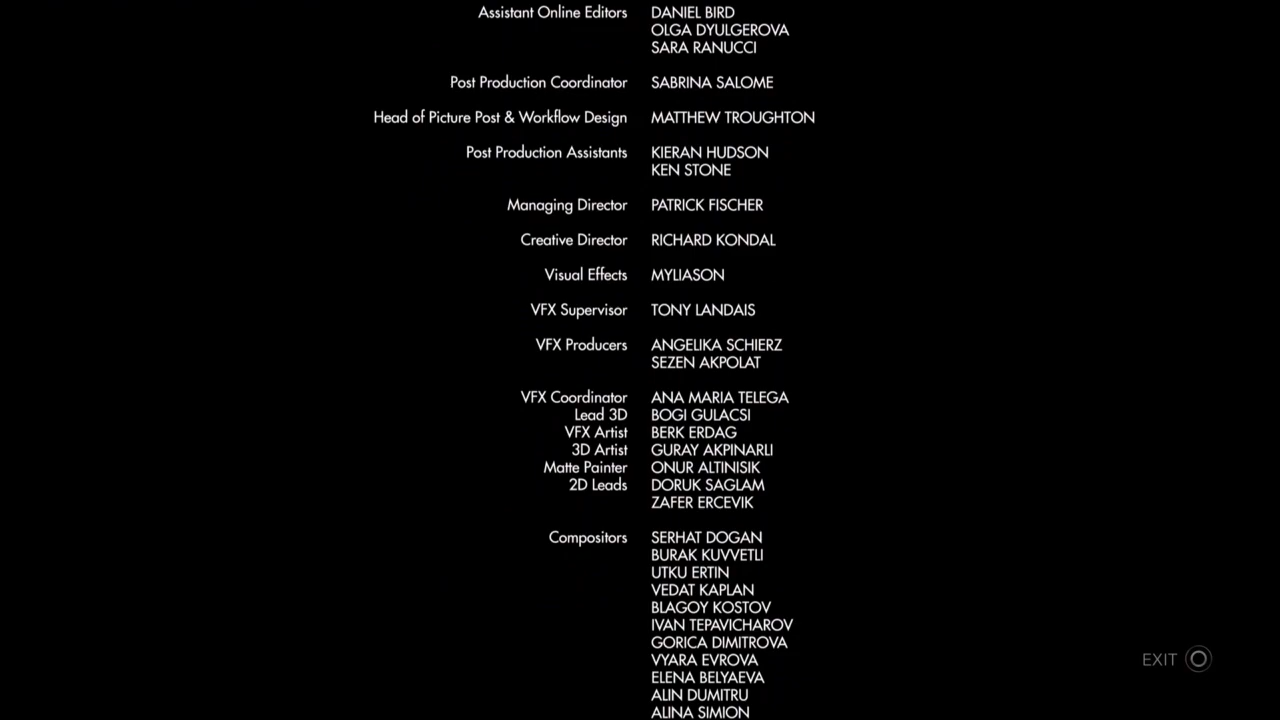 Assistant Online Editors DANIEL BIRD
OLGA DYULGEROVA
SARA RANUCCI
Post Production Coordinator SABRINA SALOME
Head of Picture Post & Workflow Design MATTHEW TROUGHTON
Post Production Assistants KIERAN HUDSON
KEN STONE
Managing Director PATRICK FISCHER
Creative Director RICHARD KONDAL
Visual Effects MYLIASON
VFX Supervisor TONY LANDAIS
VFX Producers ANGELIKA SCHIERZ
SEZEN AKPOLAT
VFX Coordinator ANA MARIA TELEGA
Lead 3D BOGI GULACSI
VFX Artist BERK ERDAG
3D Artist GURAY AKPINARLI
Matte Painter ONUR ALTINISIK
2D Leads DORUK SAGLAM
ZAFER ERCEVIK
Compositors SERHAT DOGAN
BURAK KUVVETLI
UTKU ERTIN
VEDAT KAPLAN
BLAGOY KOSTOV
IVAN TEPAVICHAROV
GORICA DIMITROVA
VYARA EVROVA
EXIT
ELENA BELYAEVA
ALIN DUMITRU
ALINA SIMION